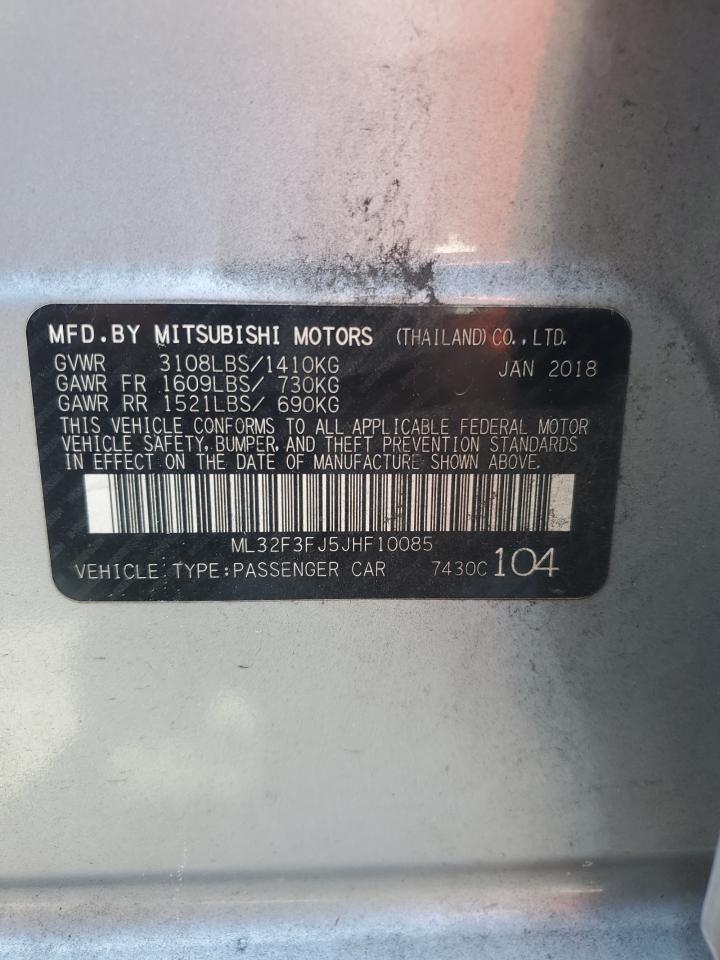 MFD.BY MITSUBISHI MOTORS (THAILAND) CO., LTD.
GVWR 3108LBS/1410KG JAN 2018
GAWR FR 1609LBS/ 730KG
GAWR RR 1521LBS/ 690KG
THIS VEHICLE CONFORMS TO ALL APPLICABLE FEDERAL MOTOR
VEHICLE SAFETY, BUMPER, AND THEFT PREVENTION STANDARDS
IN EFFECT ON THE DATE OF MANUFACTURE SHOWN ABOVE.
ML32F3FJ5JHF10085
VEHICLE TYPE:PASSENGER CAR 7430C 104